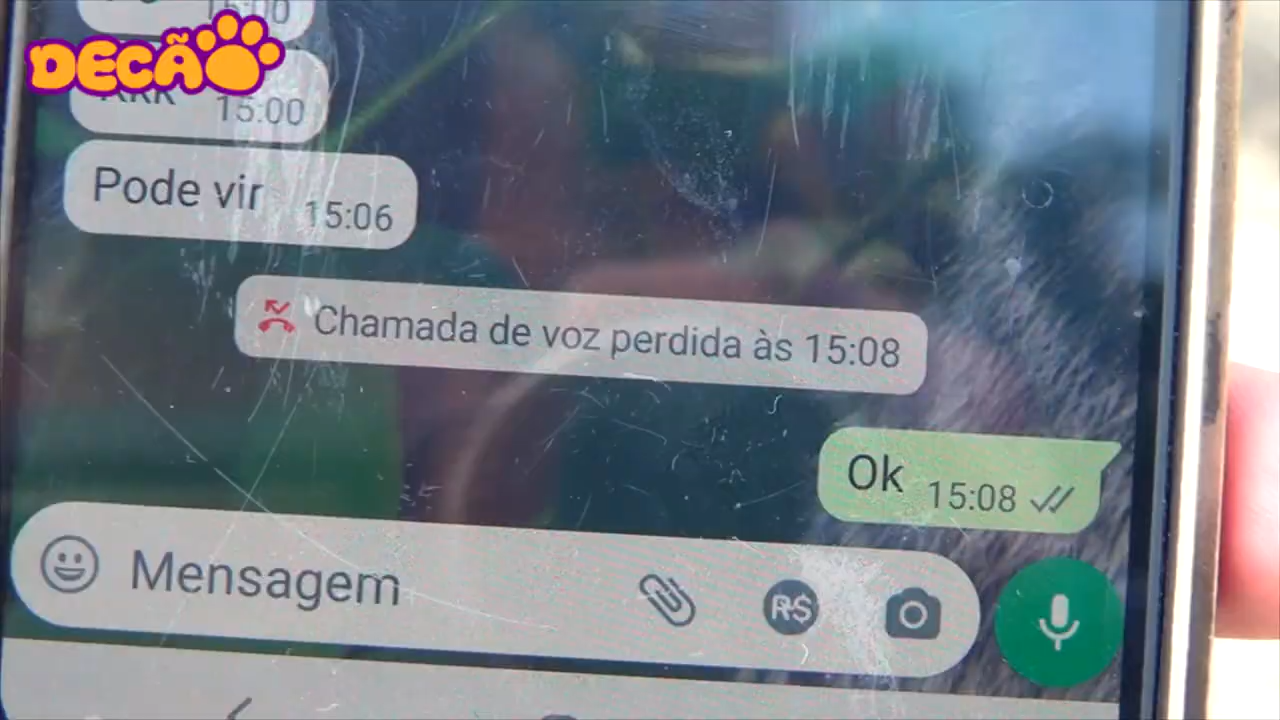 DECÃO
15:00
KKK 15:00
Pode vir 15:06
Chamada de voz perdida às 15:08
Ok 15:08
Mensagem
R$